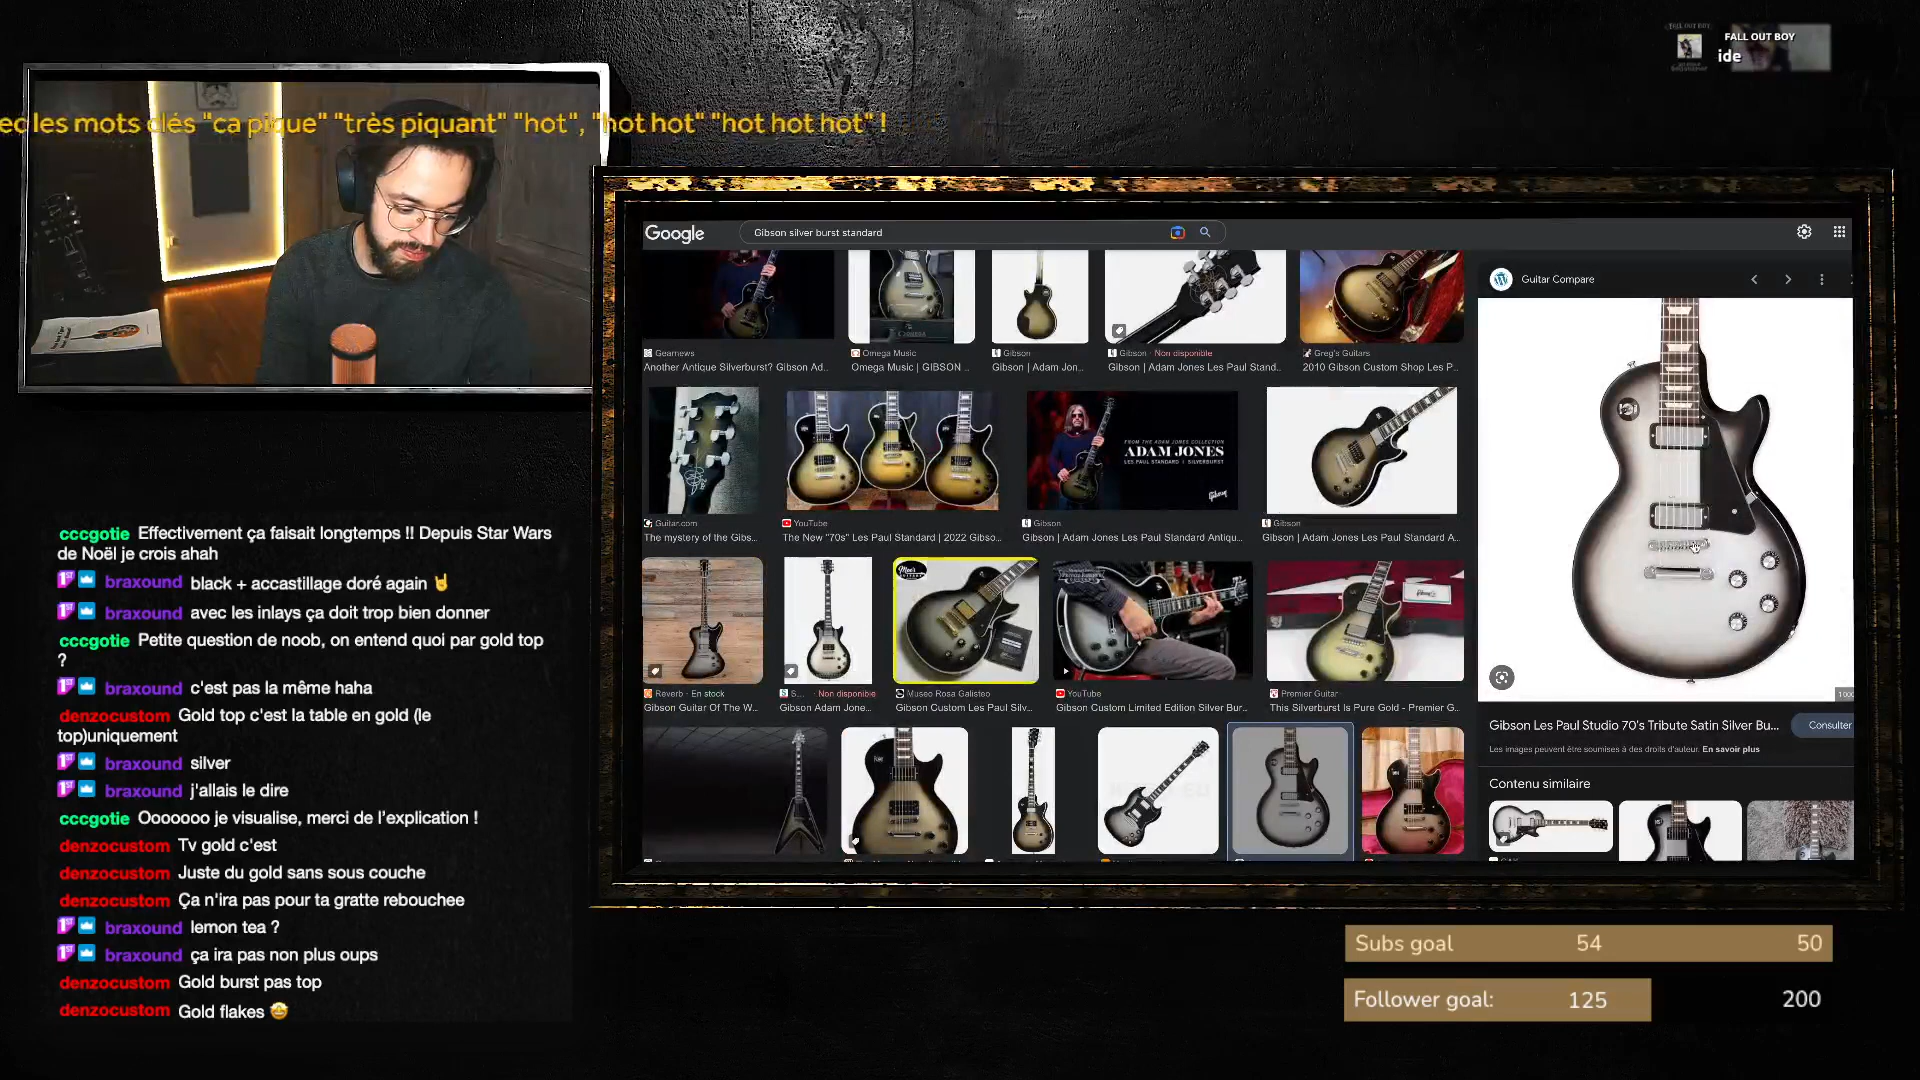 FALL OUT BOY
ide
ec les mots clés "ca pique" "très piquant" "hot", "hot hot" "hot hot hot" !
Google
Gibson silver burst standard
Guitar Compare
Gearnews
Another Antique Silverburst? Gibson Ad...
Omega Music
Omega Music | GIBSON ...
Gibson
Gibson | Adam Jon...
Gibson · Non disponible
Gibson | Adam Jones Les Paul Stand...
Greg's Guitars
2010 Gibson Custom Shop Les P...
FROM THE ADAM JONES COLLECTION
ADAM JONES
LES PAUL STANDARD | SILVERBURST
Gibson
Guitar.com
The mystery of the Gibs...
YouTube
The New "70s" Les Paul Standard | 2022 Gibso...
Gibson
Gibson | Adam Jones Les Paul Standard Antiqu...
Gibson
Gibson | Adam Jones Les Paul Standard A...
Reverb · En stock
Gibson Guitar Of The W...
S... · Non disponible
Gibson Adam Jone...
Museo Rosa Galisteo
Gibson Custom Les Paul Silv...
YouTube
Gibson Custom Limited Edition Silver Bur...
Premier Guitar
This Silverburst Is Pure Gold - Premier G...
Gibson Les Paul Studio 70's Tribute Satin Silver Bu...
Consulter
Les images peuvent être soumises à des droits d'auteur. En savoir plus
Contenu similaire
cccgotie Effectivement ça faisait longtemps !! Depuis Star Wars
de Noël je crois ahah
braxound black + accastillage doré again 🤘
braxound avec les inlays ça doit trop bien donner
cccgotie Petite question de noob, on entend quoi par gold top
?
braxound c'est pas la même haha
denzocustom Gold top c'est la table en gold (le
top)uniquement
braxound silver
braxound j'allais le dire
cccgotie Ooooooo je visualise, merci de l'explication !
denzocustom Tv gold c'est
denzocustom Juste du gold sans sous couche
denzocustom Ça n'ira pas pour ta gratte rebouchee
braxound lemon tea ?
braxound ça ira pas non plus oups
denzocustom Gold burst pas top
denzocustom Gold flakes 🤩
Subs goal 54 50
Follower goal: 125 200